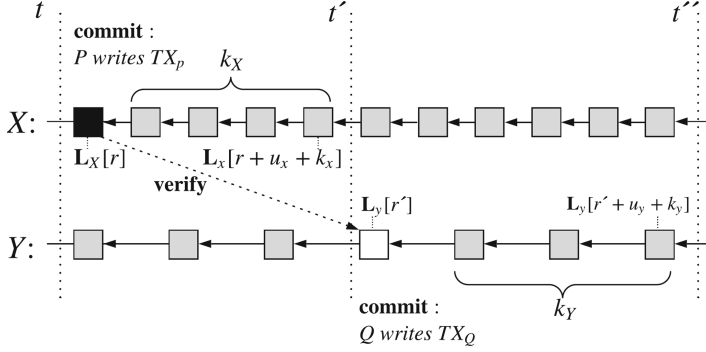 t t´ t´´
commit :
P writes TXp
kX
X:
LX[r] Lx[r + ux + kx]
verify
Ly[r´] Ly[r´ + uy + ky]
Y:
kY
commit :
Q writes TXQ